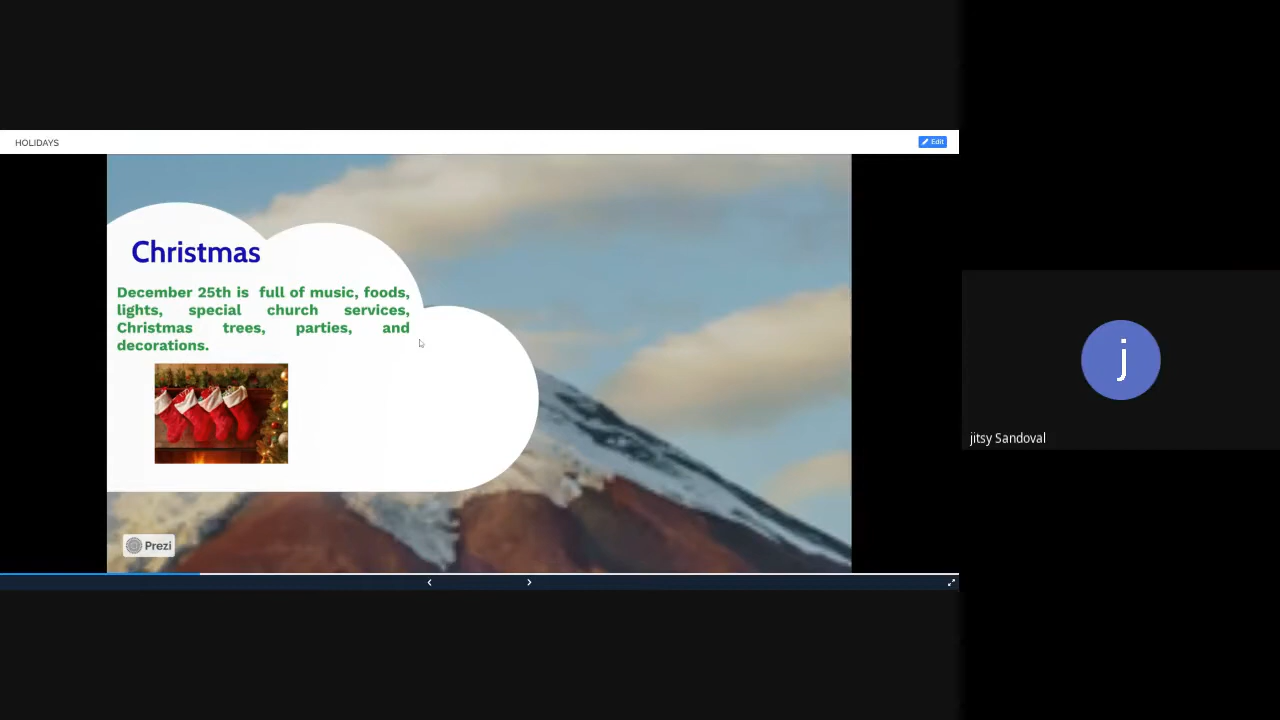 HOLIDAYS
Edit
Christmas
December 25th is full of music, foods,
lights, special church services,
Christmas trees, parties, and
decorations.
Prezi
j
jitsy Sandoval